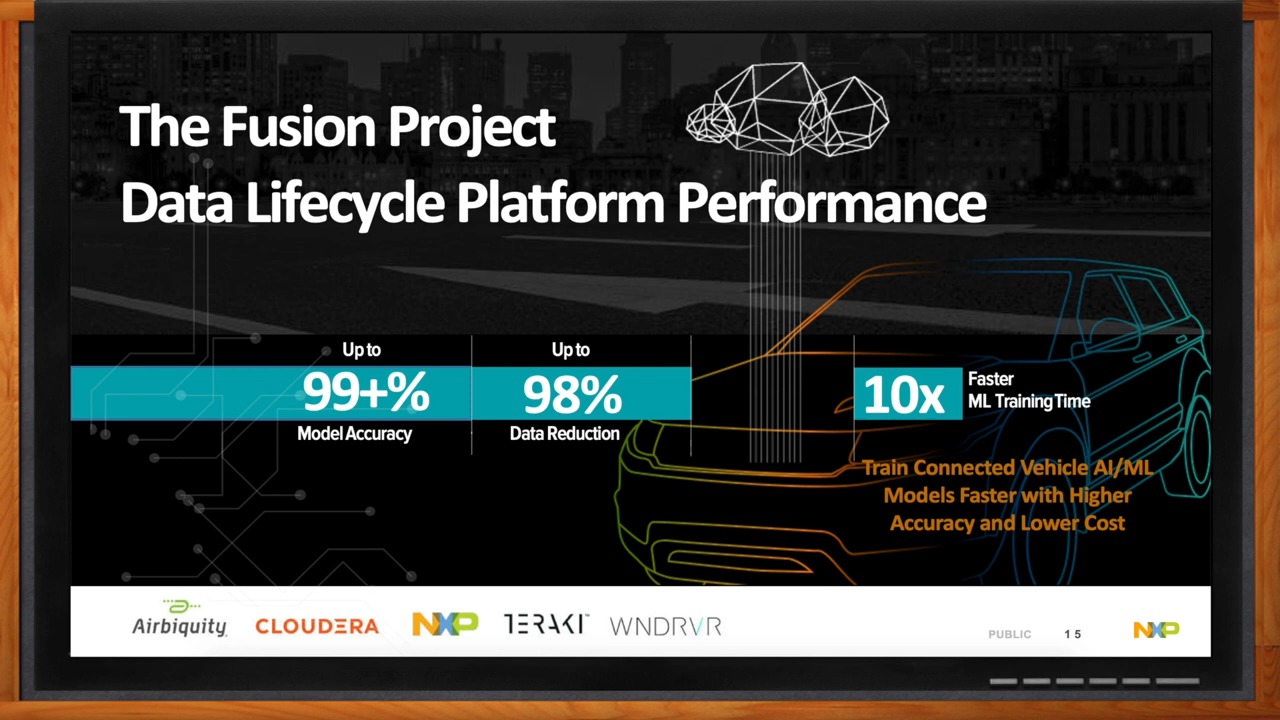 The Fusion Project
Data Lifecycle Platform Performance
Up to
99+%
Model Accuracy
Up to
98%
Data Reduction
10x
Faster
ML Training Time
Train Connected Vehicle AI/ML
Models Faster with Higher
Accuracy and Lower Cost
Airbiquity
CLOUDERA
NXP
TERAKI™
WNDRVR
PUBLIC
15
NXP